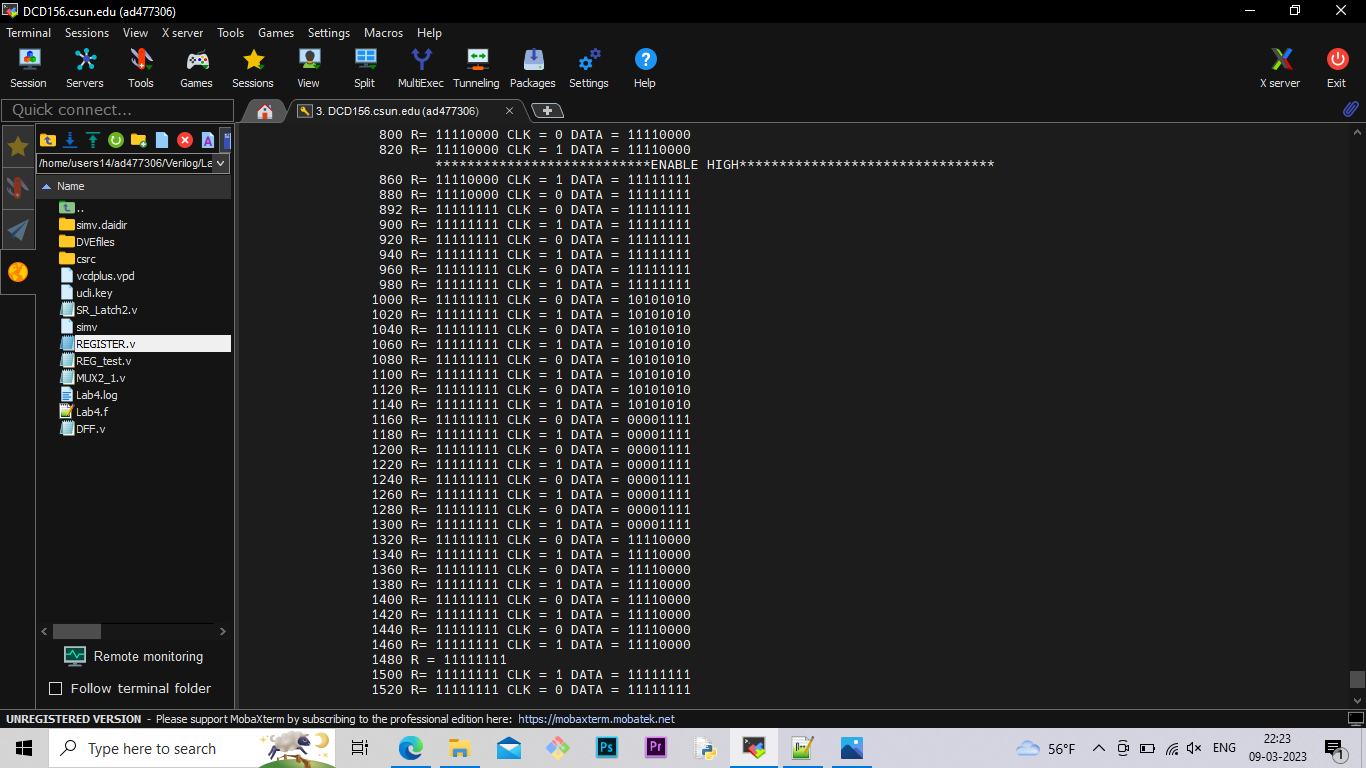 DCD156.csun.edu (ad477306)
Terminal Sessions View X server Tools Games Settings Macros Help
Session Servers Tools Games Sessions View Split MultiExec Tunneling Packages Settings Help X server Exit
Quick connect...
3. DCD156.csun.edu (ad477306)
/home/users14/ad477306/Verilog/La
Name
..
simv.daidir
DVEfiles
csrc
vcdplus.vpd
ucli.key
SR_Latch2.v
simv
REGISTER.v
REG_test.v
MUX2_1.v
Lab4.log
Lab4.f
DFF.v
Remote monitoring
Follow terminal folder
800 R= 11110000 CLK = 0 DATA = 11110000
820 R= 11110000 CLK = 1 DATA = 11110000
***************************ENABLE HIGH********************************
860 R= 11110000 CLK = 1 DATA = 11111111
880 R= 11110000 CLK = 0 DATA = 11111111
892 R= 11111111 CLK = 0 DATA = 11111111
900 R= 11111111 CLK = 1 DATA = 11111111
920 R= 11111111 CLK = 0 DATA = 11111111
940 R= 11111111 CLK = 1 DATA = 11111111
960 R= 11111111 CLK = 0 DATA = 11111111
980 R= 11111111 CLK = 1 DATA = 11111111
1000 R= 11111111 CLK = 0 DATA = 10101010
1020 R= 11111111 CLK = 1 DATA = 10101010
1040 R= 11111111 CLK = 0 DATA = 10101010
1060 R= 11111111 CLK = 1 DATA = 10101010
1080 R= 11111111 CLK = 0 DATA = 10101010
1100 R= 11111111 CLK = 1 DATA = 10101010
1120 R= 11111111 CLK = 0 DATA = 10101010
1140 R= 11111111 CLK = 1 DATA = 10101010
1160 R= 11111111 CLK = 0 DATA = 00001111
1180 R= 11111111 CLK = 1 DATA = 00001111
1200 R= 11111111 CLK = 0 DATA = 00001111
1220 R= 11111111 CLK = 1 DATA = 00001111
1240 R= 11111111 CLK = 0 DATA = 00001111
1260 R= 11111111 CLK = 1 DATA = 00001111
1280 R= 11111111 CLK = 0 DATA = 00001111
1300 R= 11111111 CLK = 1 DATA = 00001111
1320 R= 11111111 CLK = 0 DATA = 11110000
1340 R= 11111111 CLK = 1 DATA = 11110000
1360 R= 11111111 CLK = 0 DATA = 11110000
1380 R= 11111111 CLK = 1 DATA = 11110000
1400 R= 11111111 CLK = 0 DATA = 11110000
1420 R= 11111111 CLK = 1 DATA = 11110000
1440 R= 11111111 CLK = 0 DATA = 11110000
1460 R= 11111111 CLK = 1 DATA = 11110000
1480 R = 11111111
1500 R= 11111111 CLK = 1 DATA = 11111111
1520 R= 11111111 CLK = 0 DATA = 11111111
UNREGISTERED VERSION - Please support MobaXterm by subscribing to the professional edition here: https://mobaxterm.mobatek.net
Type here to search
Ps
Pr
56°F
ENG
22:23
09-03-2023
1